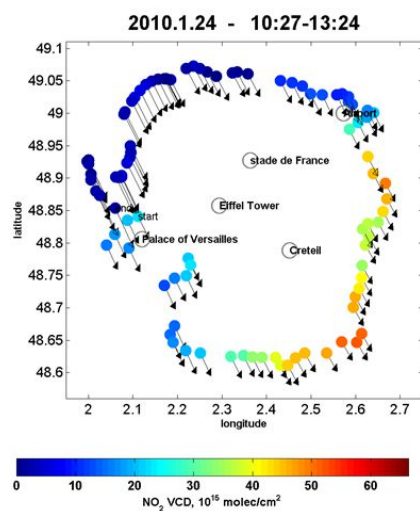 2010.1.24 - 10:27-13:24
49.1
49.05
49
48.95
48.9
48.85
48.8
48.75
48.7
48.65
48.6
latitude
Airport
stade de France
Eiffel Tower
end
start
Palace of Versailles
Creteil
2 2.1 2.2 2.3 2.4 2.5 2.6 2.7
longitude
0 10 20 30 40 50 60
NO2 VCD, 10^15 molec/cm^2